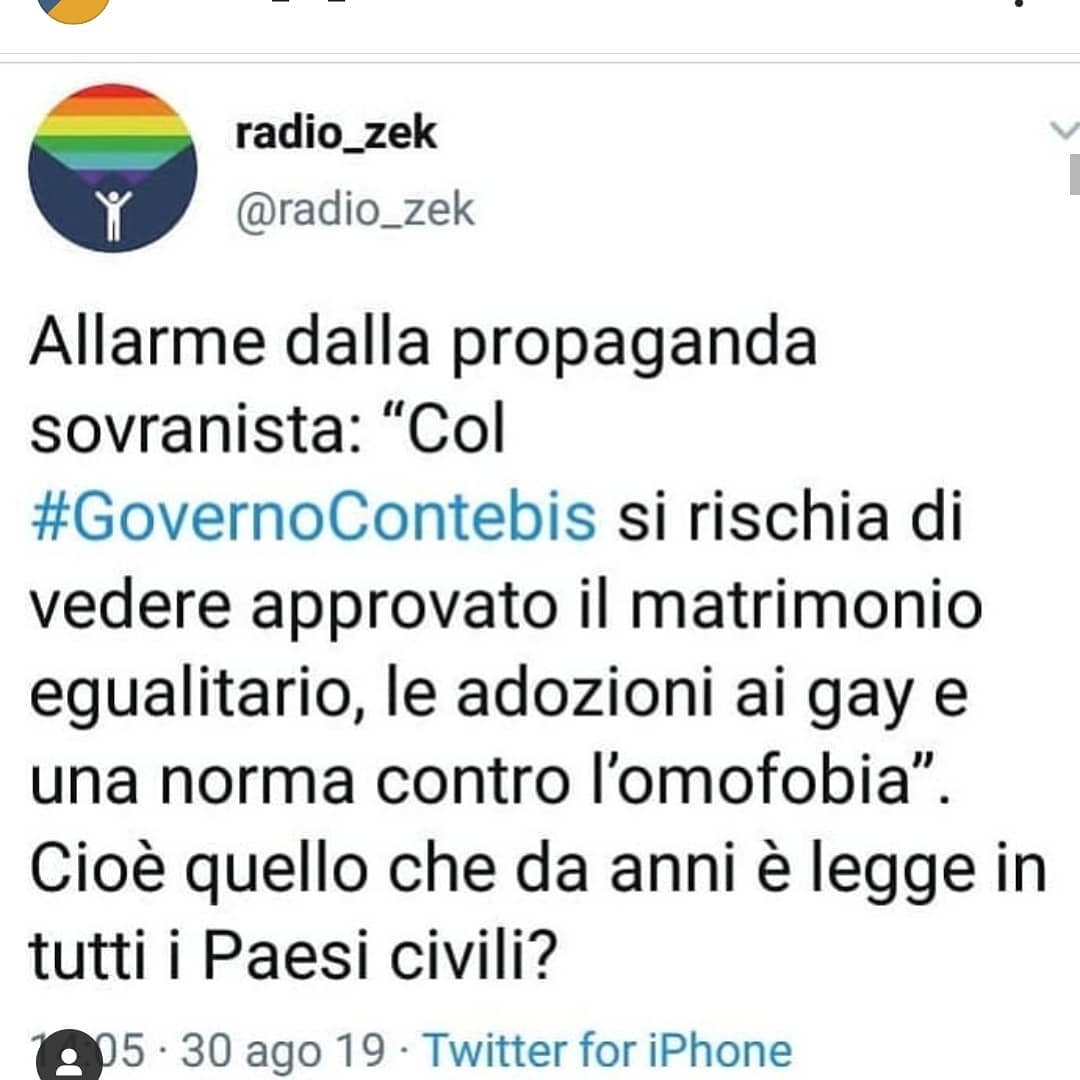 radio_zek
@radio_zek
Allarme dalla propaganda
sovranista: “Col
#GovernoContebis si rischia di
vedere approvato il matrimonio
egualitario, le adozioni ai gay e
una norma contro l’omofobia”.
Cioè quello che da anni è legge in
tutti i Paesi civili?
· 30 ago 19 · Twitter for iPhone